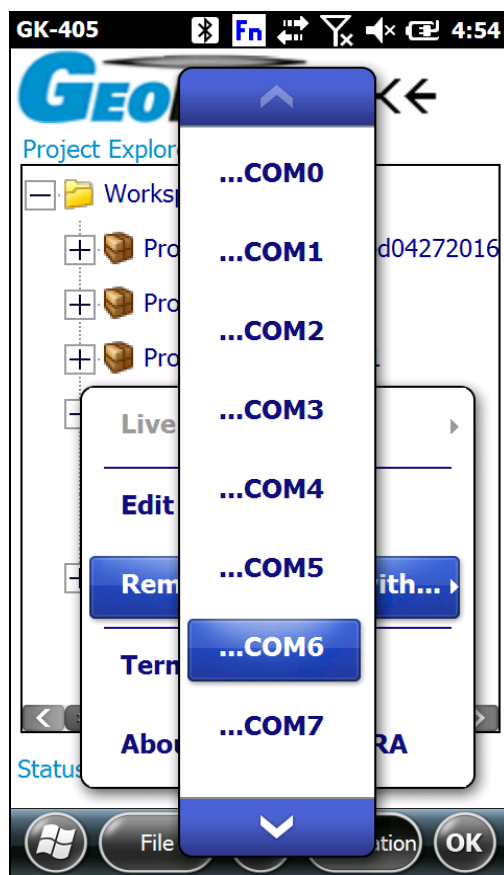 GK-405 Fn 4:54
GEO
Project Explor
Worksp
...COM0
Pro d04272016
...COM1
Pro
...COM2
Pro
...COM3
Live
...COM4
Edit
...COM5
Rem ith...
...COM6
Term
...COM7
Abou RA
Status
File ation OK